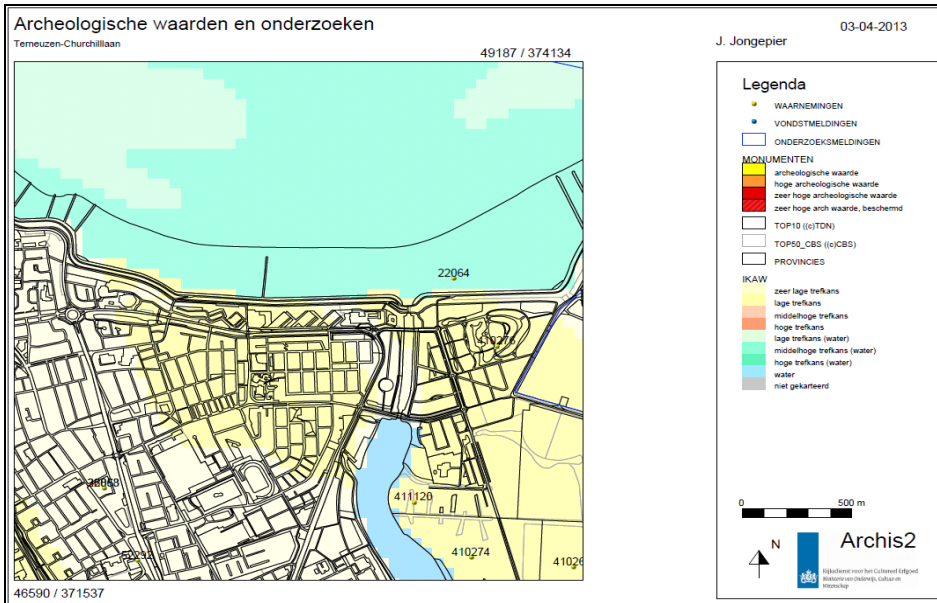 Archeologische waarden en onderzoeken
Terneuzen-Churchilllaan
49187 / 374134
J. Jongepier
03-04-2013
22064
410276
38068
52232
411120
410274
41026
46590 / 371537
Legenda
WAARNEMINGEN
VONDSTMELDINGEN
ONDERZOEKSMELDINGEN
MONUMENTEN
archeologische waarde
hoge archeologische waarde
zeer hoge archeologische waarde
zeer hoge arch waarde, beschermd
TOP10 ((c)TDN)
TOP50_CBS ((c)CBS)
PROVINCIES
IKAW
zeer lage trefkans
lage trefkans
middelhoge trefkans
hoge trefkans
lage trefkans (water)
middelhoge trefkans (water)
hoge trefkans (water)
water
niet gekarteerd
0 500 m
N
Archis2
Rijksdienst voor het Cultureel Erfgoed
Ministerie van Onderwijs, Cultuur en
Wetenschap